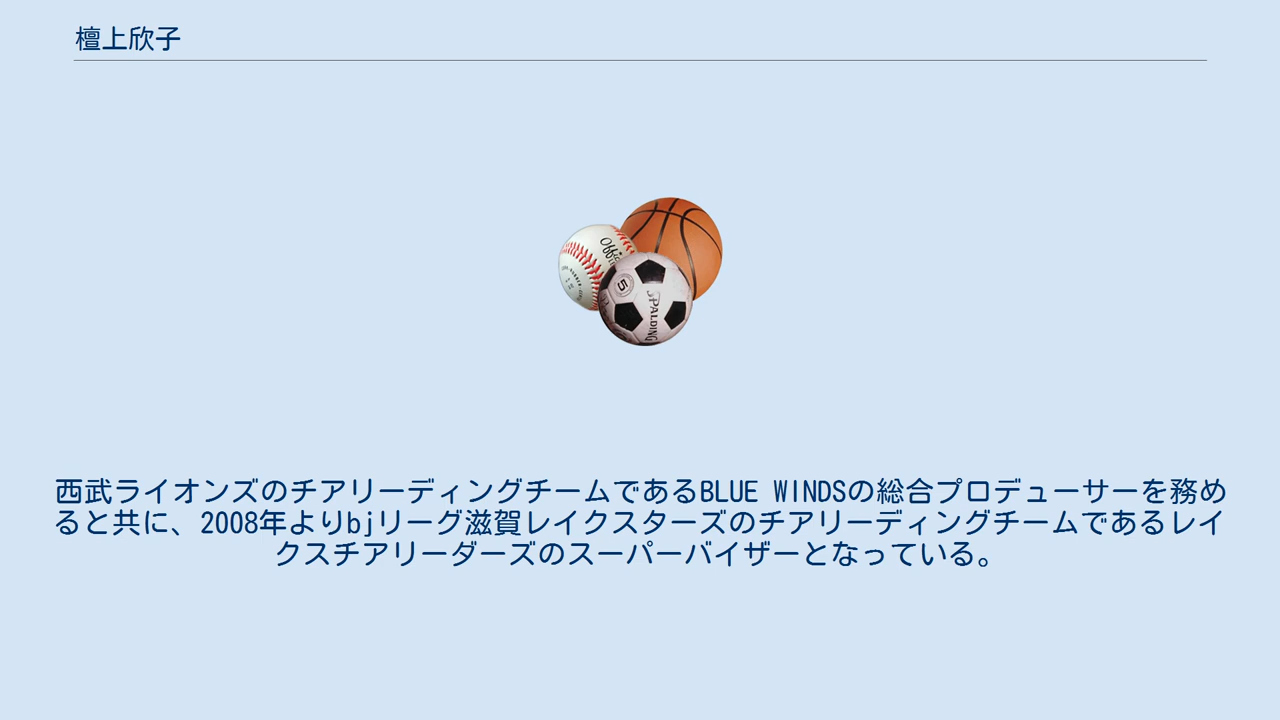 檀上欣子
Offic
5
SPALDING
西武ライオンズのチアリーディングチームであるBLUE WINDSの総合プロデューサーを務め
ると共に、2008年よりbjリーグ滋賀レイクスターズのチアリーディングチームであるレイ
クスチアリーダーズのスーパーバイザーとなっている。